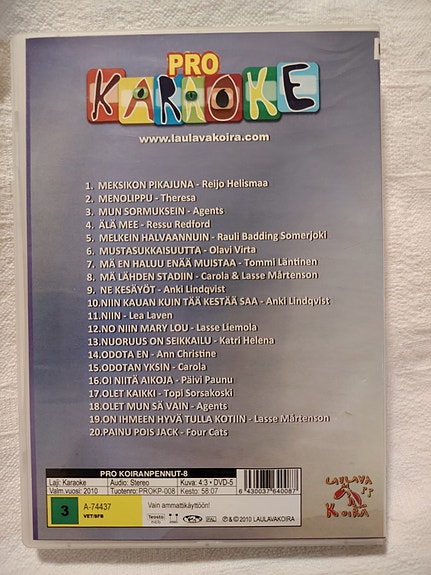 PRO
KARAOKE
www.laulavakoira.com
1. MEKSIKON PIKAJUNA - Reijo Helismaa
2. MENOLIPPU - Theresa
3. MUN SORMUKSEIN - Agents
4. ÄLÄ MEE - Ressu Redford
5. MELKEIN HALVAANNUIN - Rauli Badding Somerjoki
6. MUSTASUKKAISUUTTA - Olavi Virta
7. MÄ EN HALUU ENÄÄ MUISTAA - Tommi Läntinen
8. MÄ LÄHDEN STADIIN - Carola & Lasse Mårtenson
9. NE KESÄYÖT - Anki Lindqvist
10.NIIN KAUAN KUIN TÄÄ KESTÄÄ SAA - Anki Lindqvist
11.NIIN - Lea Laven
12.NO NIIN MARY LOU - Lasse Liemola
13.NUORUUS ON SEIKKAILU - Katri Helena
14.ODOTA EN - Ann Christine
15.ODOTAN YKSIN - Carola
16.OI NIITÄ AIKOJA - Päivi Paunu
17.OLET KAIKKI - Topi Sorsakoski
18.OLET MUN SÄ VAIN - Agents
19.ON IHMEEN HYVÄ TULLA KOTIIN - Lasse Mårtenson
20.PAINU POIS JACK - Four Cats
PRO KOIRANPENNUT-8
Laji: Karaoke Audio: Stereo Kuva: 4:3 • DVD-5
Valm.vuosi: 2010 Tuotenro: PROKP-008 Kesto: 58:07
6 430037 640087
3 A-74437
VET/SFB
Vain ammattikäyttöön!
Teosto PAL ℗&©2010 LAULAVAKOIRA
LAULAVA
KOIRA